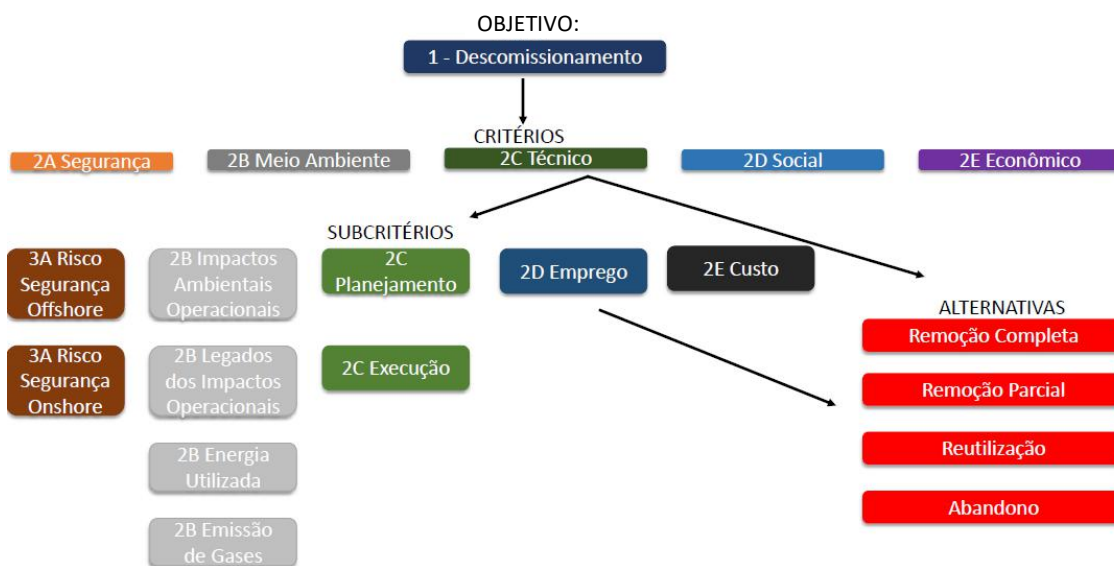 OBJETIVO:
1 - Descomissionamento
CRITÉRIOS
2A Segurança
2B Meio Ambiente
2C Técnico
2D Social
2E Econômico
SUBCRITÉRIOS
3A Risco
Segurança
Offshore
2B Impactos
Ambientais
Operacionais
2C
Planejamento
2D Emprego
2E Custo
3A Risco
Segurança
Onshore
2B Legados
dos Impactos
Operacionais
2C Execução
2B Energia
Utilizada
2B Emissão
de Gases
ALTERNATIVAS
Remoção Completa
Remoção Parcial
Reutilização
Abandono